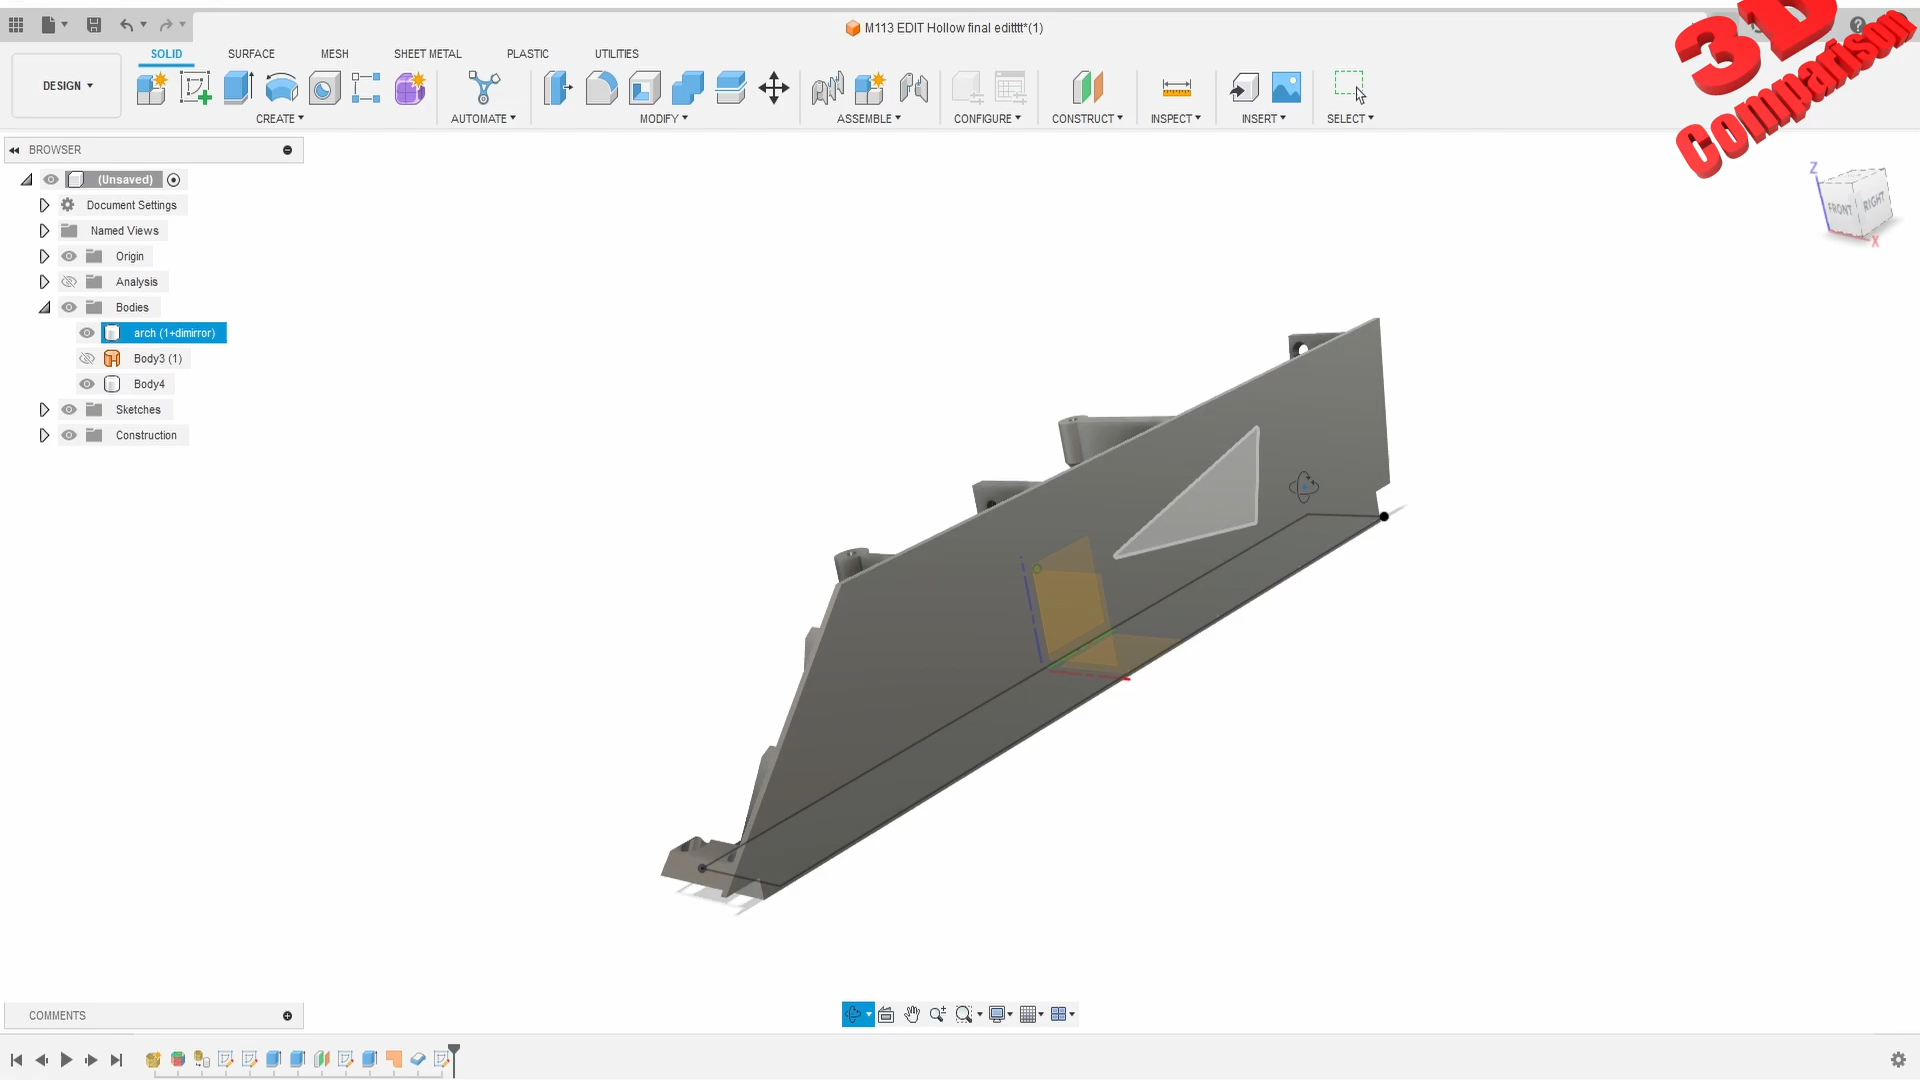 M113 EDIT Hollow final editttt*(1)
3D
Comparison
SOLID SURFACE MESH SHEET METAL PLASTIC UTILITIES
DESIGN
CREATE AUTOMATE MODIFY ASSEMBLE CONFIGURE CONSTRUCT INSPECT INSERT SELECT
BROWSER
(Unsaved)
Document Settings
Named Views
Origin
Analysis
Bodies
arch (1+dimirror)
Body3 (1)
Body4
Sketches
Construction
Z
FRONT RIGHT
X
COMMENTS